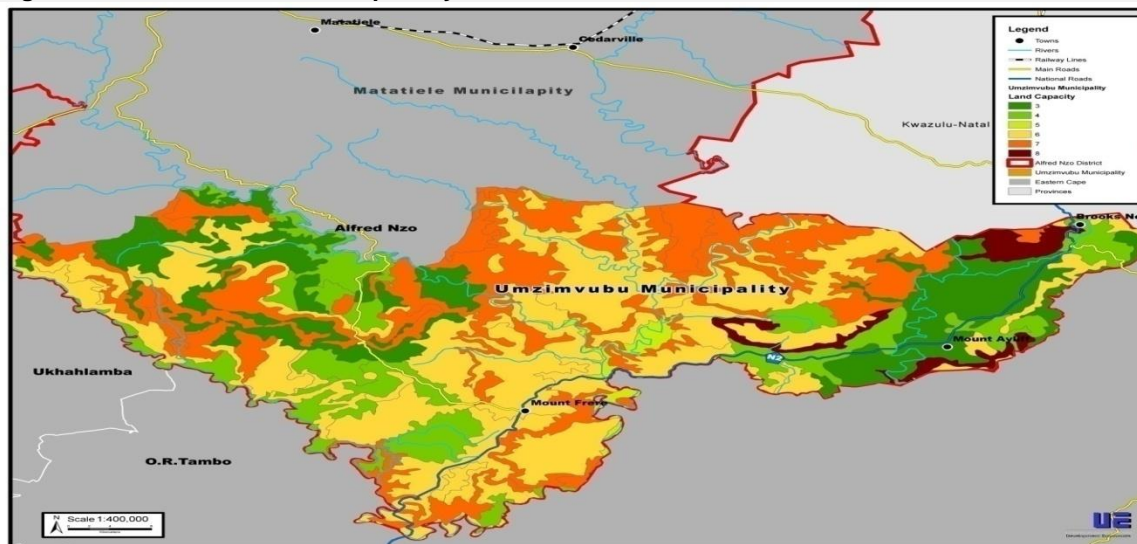 Matatiele
Cedarville
Matatiele Municilapity
Kwazulu-Natal
Alfred Nzo
Umzimvubu Municipality
Ukhahlamba
O.R.Tambo
Mount Frere
N2
Mount Ayliff
Legend
Towns
Rivers
Railway Lines
Main Roads
National Roads
Umzimvubu Municipality
Land Capacity
3
4
5
6
7
8
Alfred Nzo District
Umzimvubu Municipality
Eastern Cape
Provinces
N
Scale 1:400,000
UE